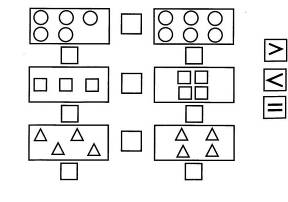 >
<
=